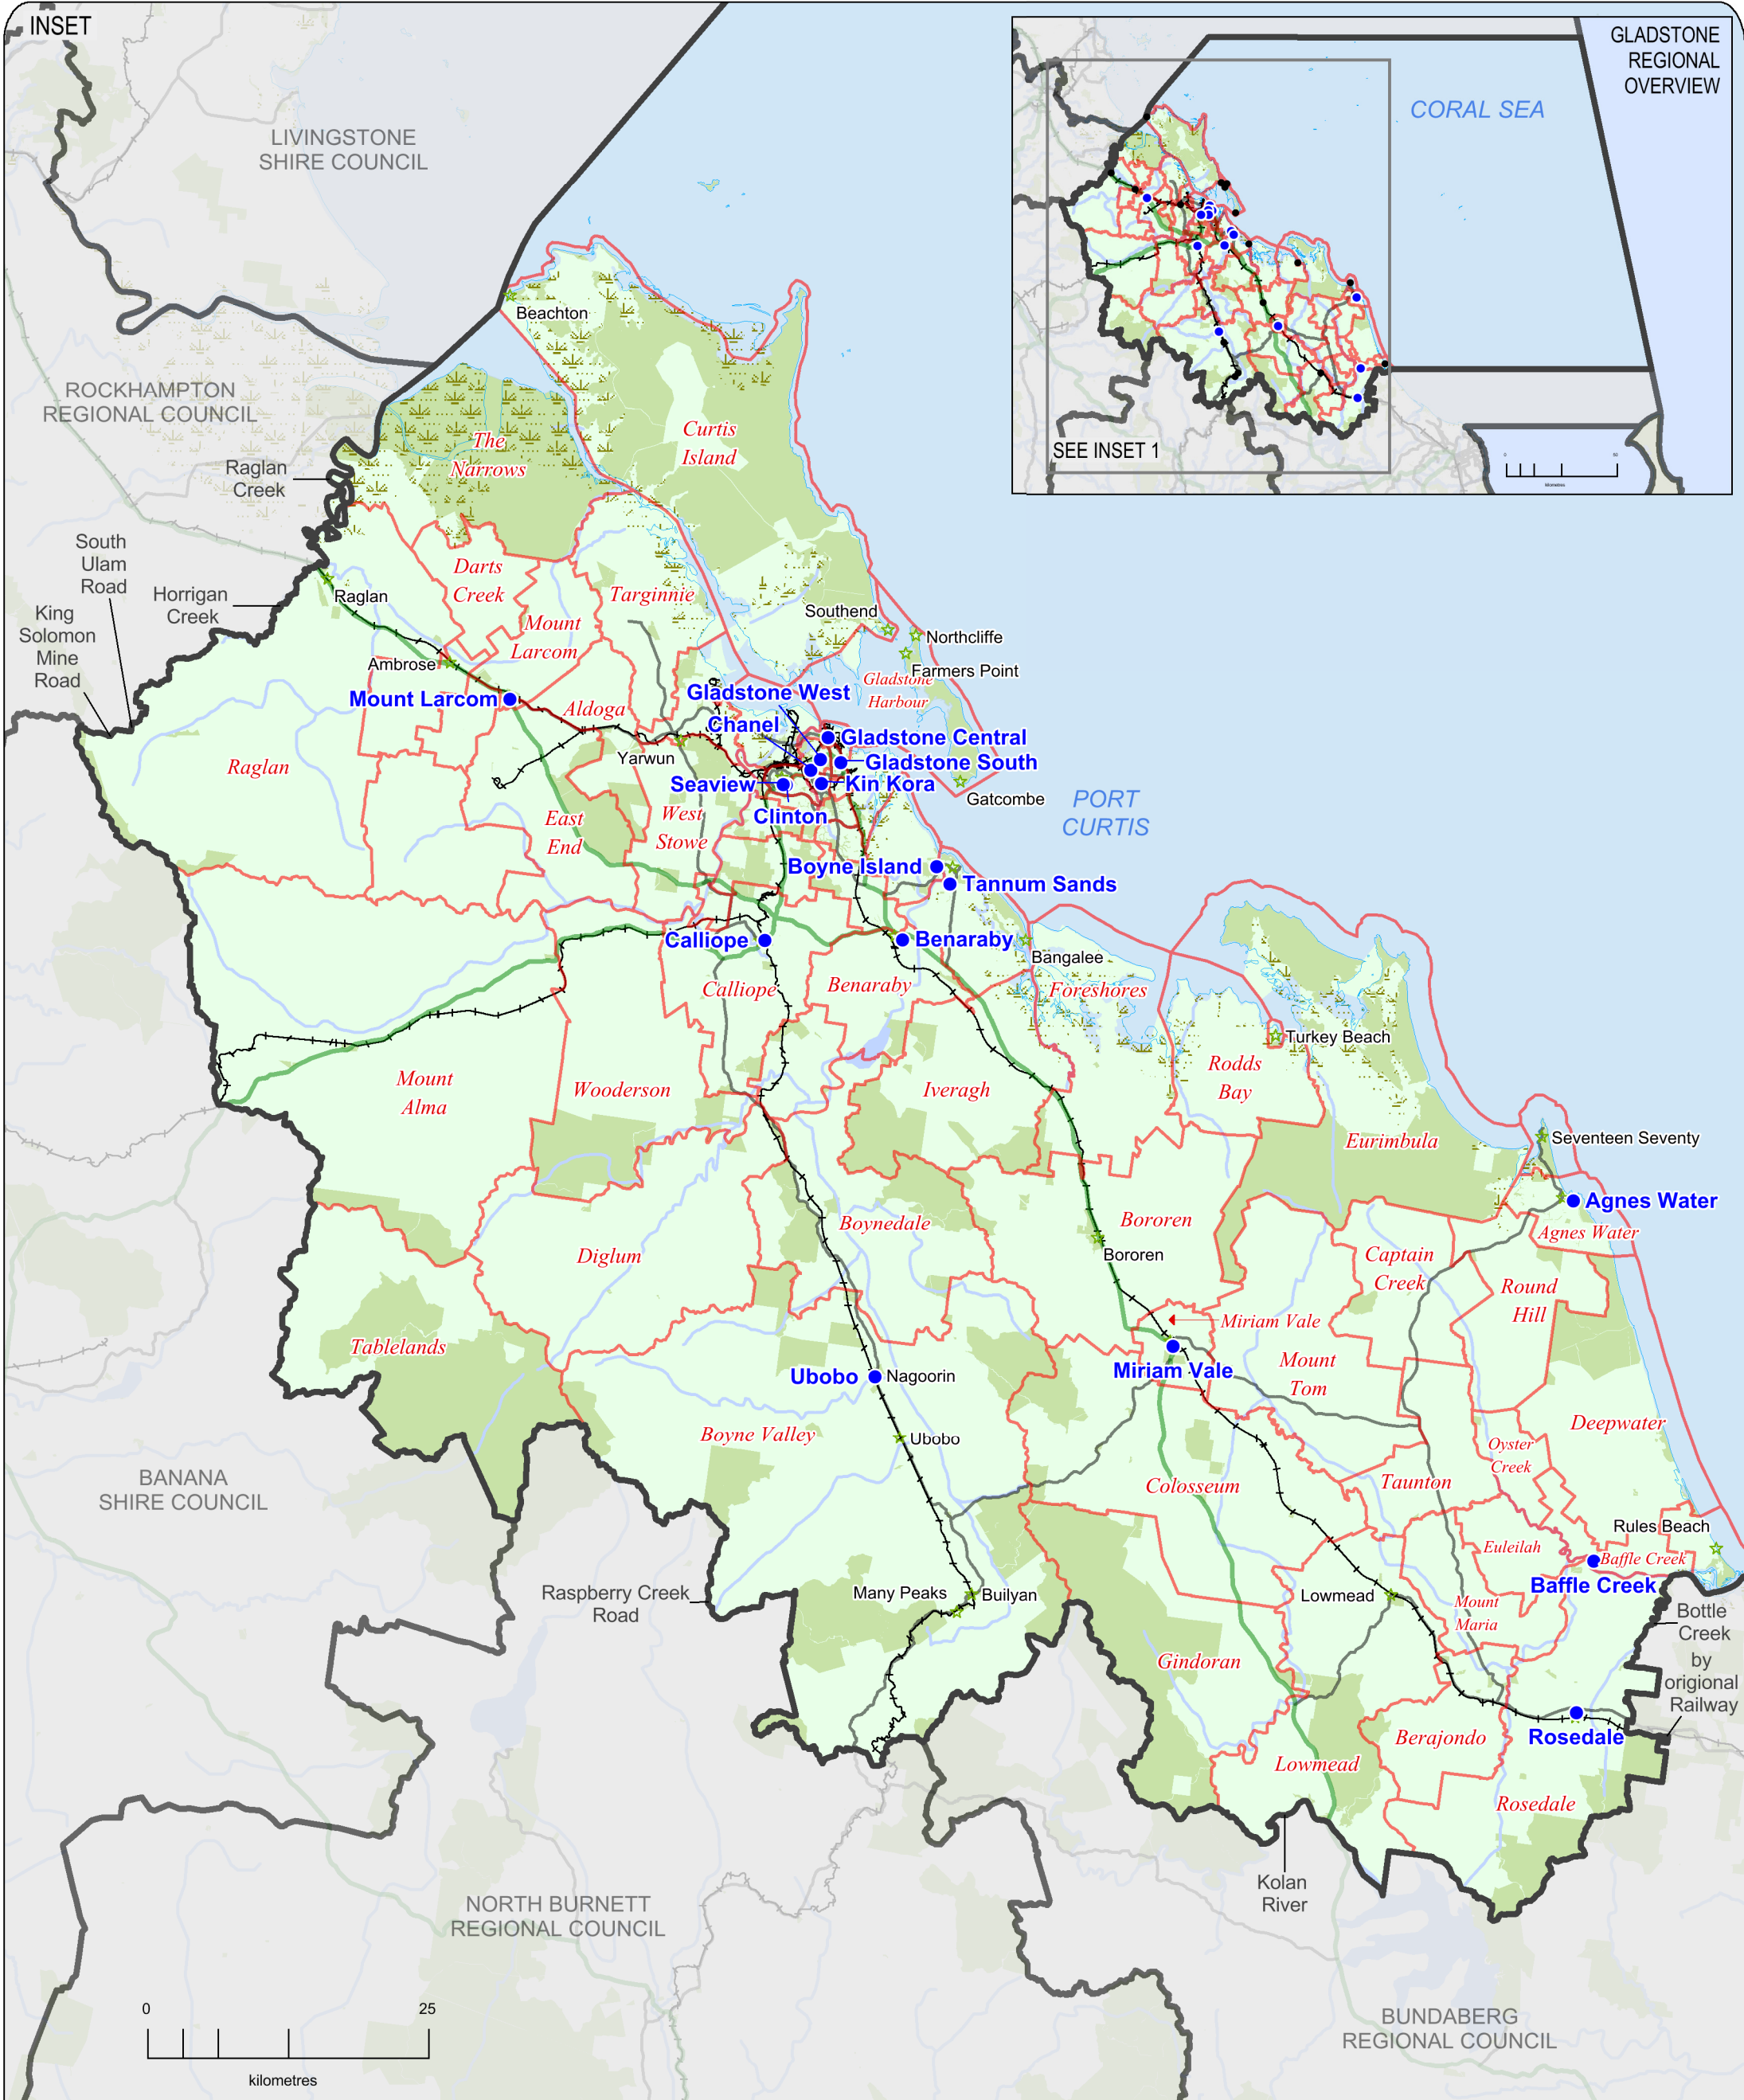 INSET
GLADSTONE
REGIONAL
OVERVIEW
CORAL SEA
SEE INSET 1
0
50
kilometres
LIVINGSTONE
SHIRE COUNCIL
Beachton
ROCKHAMPTON
REGIONAL COUNCIL
The
Narrows
Curtis
Island
Raglan
Creek
South
Ulam
Road
Horrigan
Creek
King
Solomon
Mine
Road
Raglan
Darts
Creek
Targinnie
Mount
Larcom
Southend
Northcliffe
Farmers Point
Gladstone
Harbour
Ambrose
Mount Larcom
Aldoga
Gladstone West
Chanel
Gladstone Central
Gladstone South
Yarwun
Seaview
Kin Kora
Clinton
Gatcombe
PORT
CURTIS
Raglan
East
End
West
Stowe
Boyne Island
Tannum Sands
Calliope
Benaraby
Bangalee
Calliope
Benaraby
Foreshores
Turkey Beach
Mount
Alma
Wooderson
Iveragh
Rodds
Bay
Eurimbula
Seventeen Seventy
Agnes Water
Agnes Water
Boynedale
Bororen
Bororen
Diglum
Captain
Creek
Round
Hill
Miriam Vale
Miriam Vale
Tablelands
Mount
Tom
Ubobo
Nagoorin
Boyne Valley
Ubobo
Deepwater
Oyster
Creek
BANANA
SHIRE COUNCIL
Colosseum
Taunton
Rules Beach
Euleilah
Baffle Creek
Baffle Creek
Raspberry Creek
Road
Many Peaks
Builyan
Lowmead
Mount
Maria
Bottle
Creek
by
origional
Railway
Gindoran
Berajondo
Rosedale
Lowmead
Rosedale
Kolan
River
NORTH BURNETT
REGIONAL COUNCIL
BUNDABERG
REGIONAL COUNCIL
0
25
kilometres